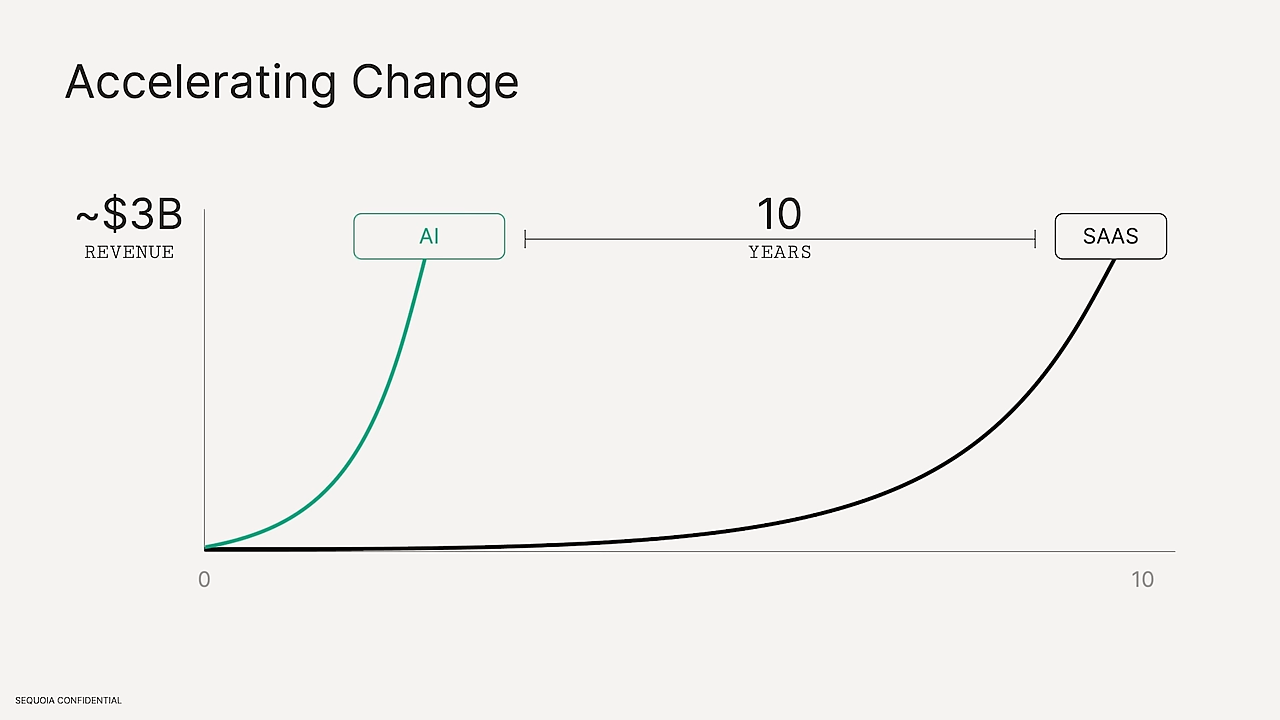 Accelerating Change
~$3B
REVENUE
AI
10
YEARS
SAAS
0
10
SEQUOIA CONFIDENTIAL